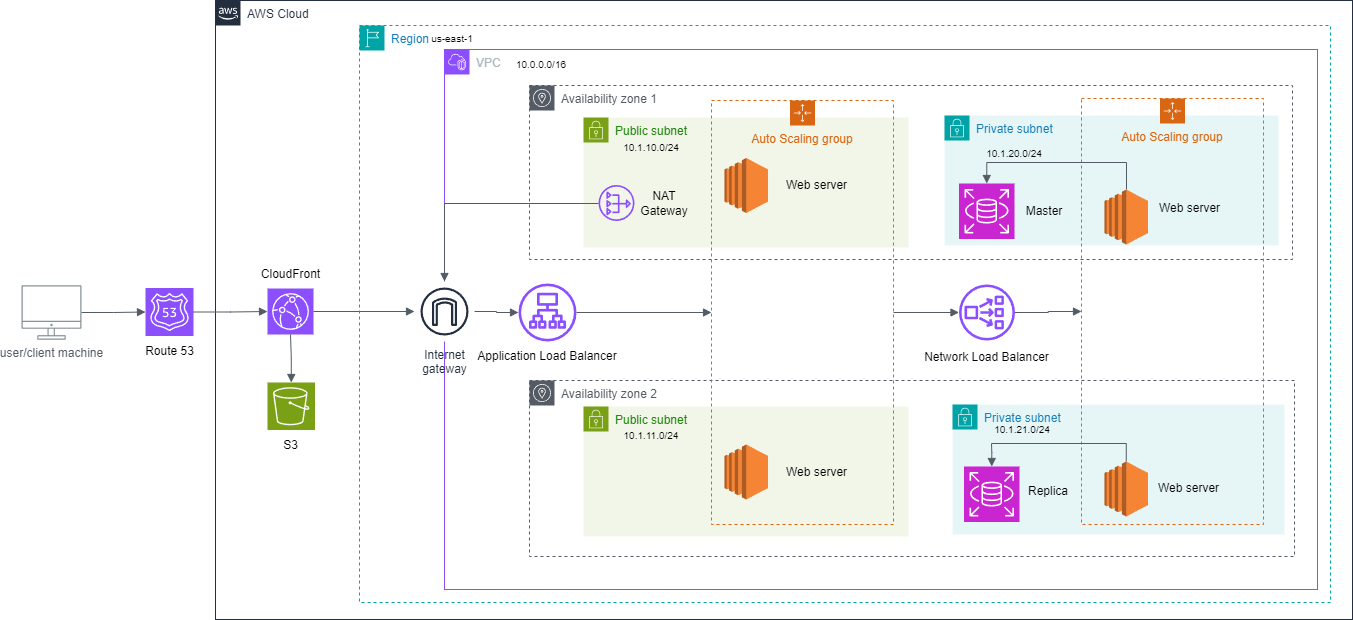 aws
AWS Cloud
Region us-east-1
VPC 10.0.0.0/16
Availability zone 1
Public subnet
10.1.10.0/24
Auto Scaling group
Web server
NAT
Gateway
Private subnet
10.1.20.0/24
Auto Scaling group
Master
Web server
CloudFront
53
user/client machine
Route 53
Internet
gateway
Application Load Balancer
Network Load Balancer
S3
Availability zone 2
Public subnet
10.1.11.0/24
Web server
Private subnet
10.1.21.0/24
Replica
Web server